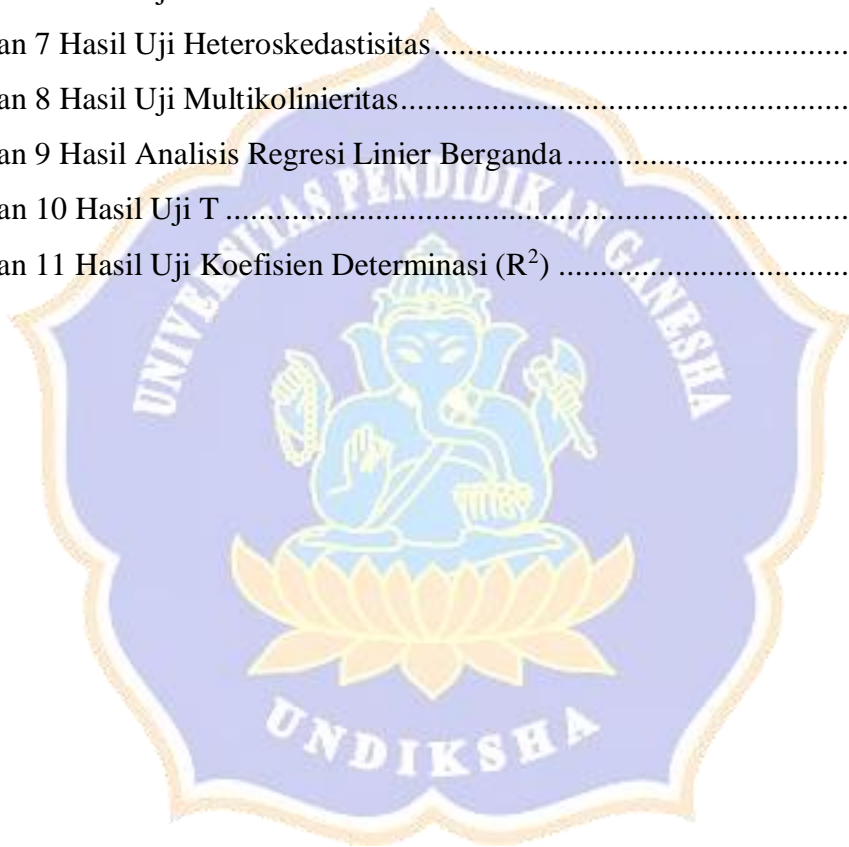 an 7 Hasil Uji Heteroskedastisitas....................................................
an 8 Hasil Uji Multikolinieritas........................................................
an 9 Hasil Analisis Regresi Linier Berganda...................................
an 10 Hasil Uji T ..............................................................................
an 11 Hasil Uji Koefisien Determinasi (R²) ....................................
UNIVERSITAS PENDIDIKAN GANESHA
UNDIKSHA